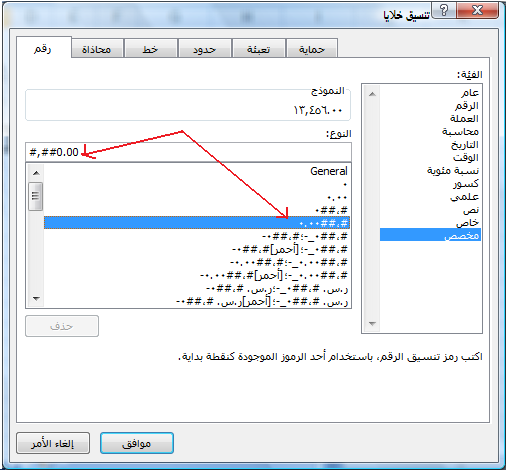 تنسيق خلايا
رقم
محاذاة
خط
حدود
تعبئة
حماية
الفئة:
عام
الرقم
العملة
محاسبة
التاريخ
الوقت
نسبة مئوية
كسور
علمي
نص
خاص
مخصص
النموذج
١٣,٤٥٦.٠٠
النوع:
#,##0.00
General
٠
٠.٠٠
#,##٠
#,##٠.٠٠
#,##٠_-؛#,##٠-
#,##٠_-؛[أحمر]#,##٠-
#,##٠.٠٠_-؛#,##٠.٠٠-
#,##٠.٠٠_-؛[أحمر]#,##٠.٠٠-
ر.س. #,##٠_-؛ر.س. #,##٠-
ر.س. #,##٠_-؛[أحمر]ر.س. #,##٠-
حذف
اكتب رمز تنسيق الرقم، باستخدام أحد الرموز الموجودة كنقطة بداية.
موافق
إلغاء الأمر